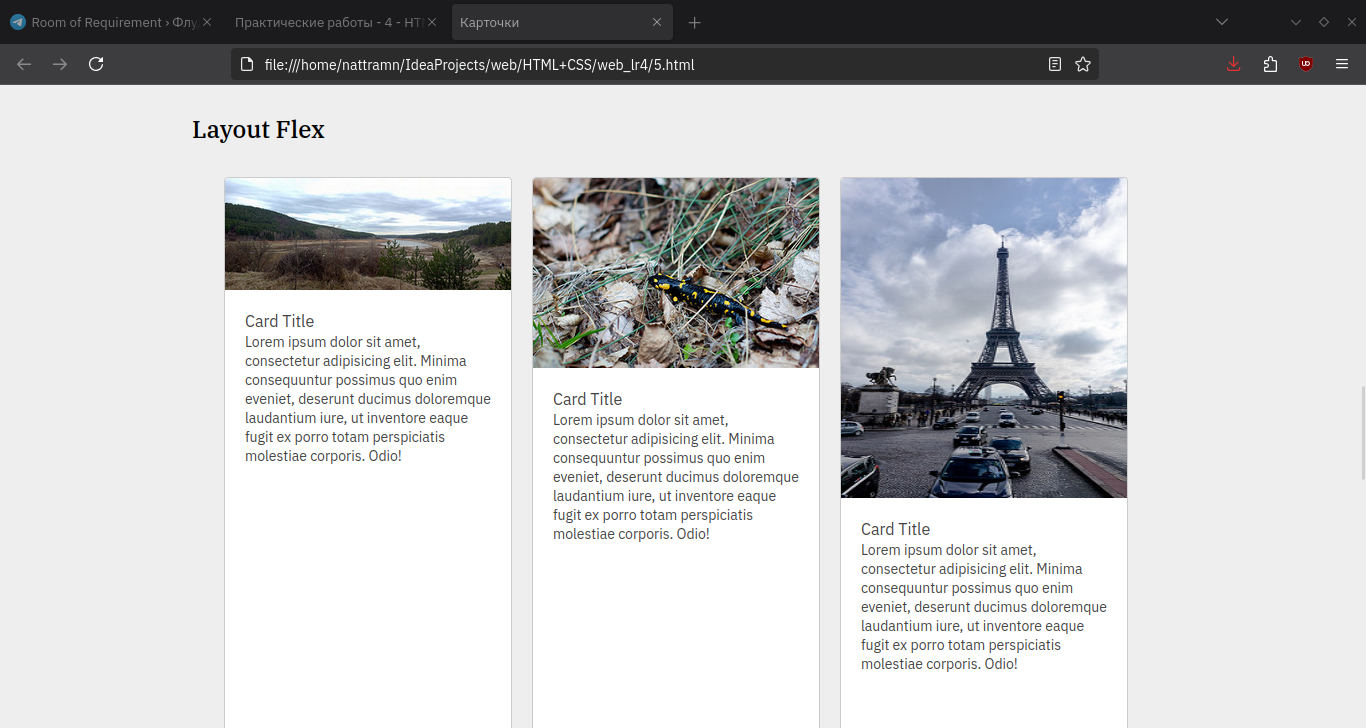 Room of Requirement › Флу
Практические работы - 4 - HT
Карточки
file:///home/nattramn/IdeaProjects/web/HTML+CSS/web_lr4/5.html
Layout Flex
Card Title
Lorem ipsum dolor sit amet,
consectetur adipisicing elit. Minima
consequuntur possimus quo enim
eveniet, deserunt ducimus doloremque
laudantium iure, ut inventore eaque
fugit ex porro totam perspiciatis
molestiae corporis. Odio!
Card Title
Lorem ipsum dolor sit amet,
consectetur adipisicing elit. Minima
consequuntur possimus quo enim
eveniet, deserunt ducimus doloremque
laudantium iure, ut inventore eaque
fugit ex porro totam perspiciatis
molestiae corporis. Odio!
Card Title
Lorem ipsum dolor sit amet,
consectetur adipisicing elit. Minima
consequuntur possimus quo enim
eveniet, deserunt ducimus doloremque
laudantium iure, ut inventore eaque
fugit ex porro totam perspiciatis
molestiae corporis. Odio!